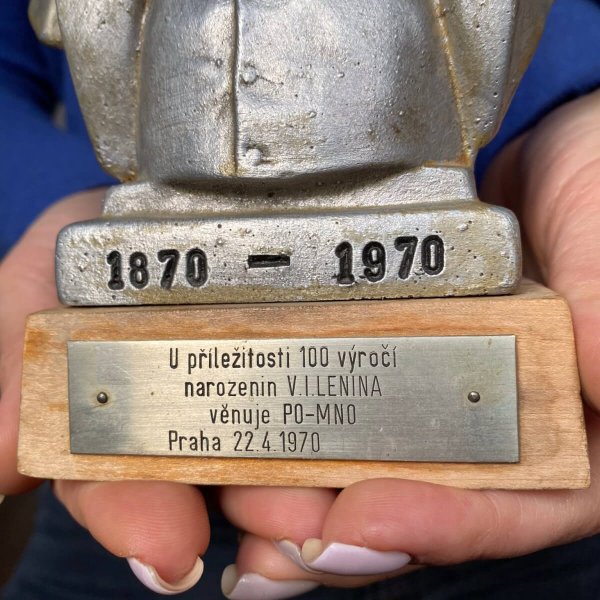 1870 – 1970
U příležitosti 100 výročí
narozenin V.I.LENINA
věnuje PO-MNO
Praha 22.4.1970